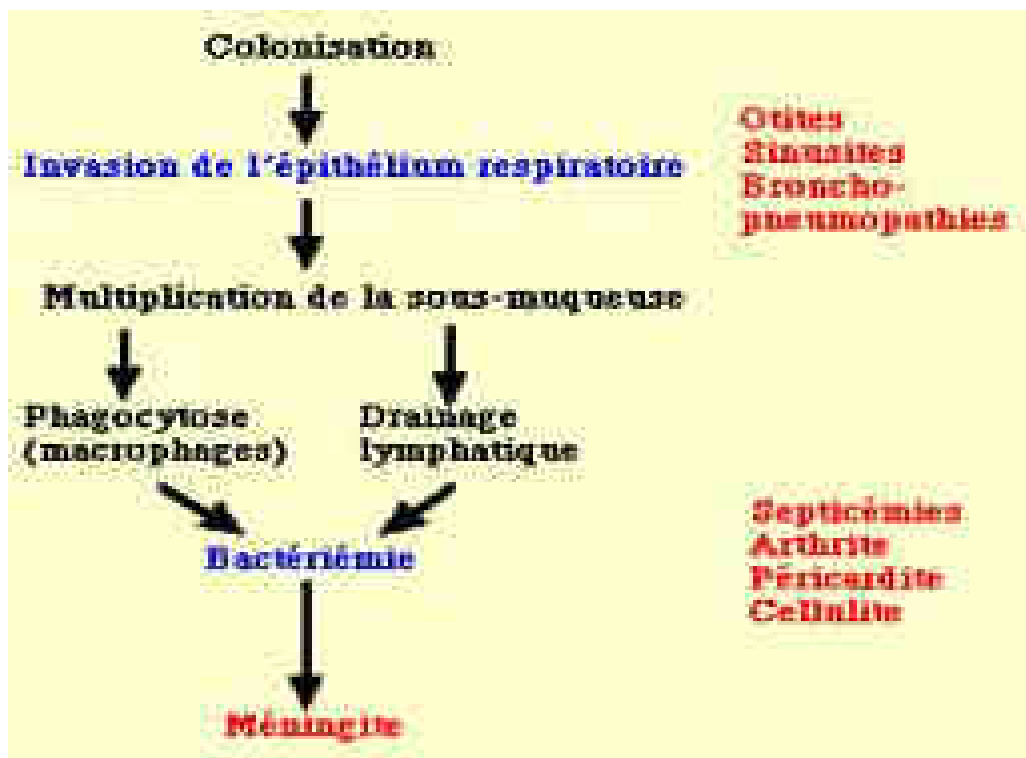 Colonisation
Invasion de l'épithélium respiratoire
Otites
Sinusites
Broncho-
pneumopathies
Multiplication de la sous-muqueuse
Phagocytose
(macrophages)
Drainage
lymphatique
Bactériémie
Septicémies
Arthrite
Péricardite
Cellulite
Méningite